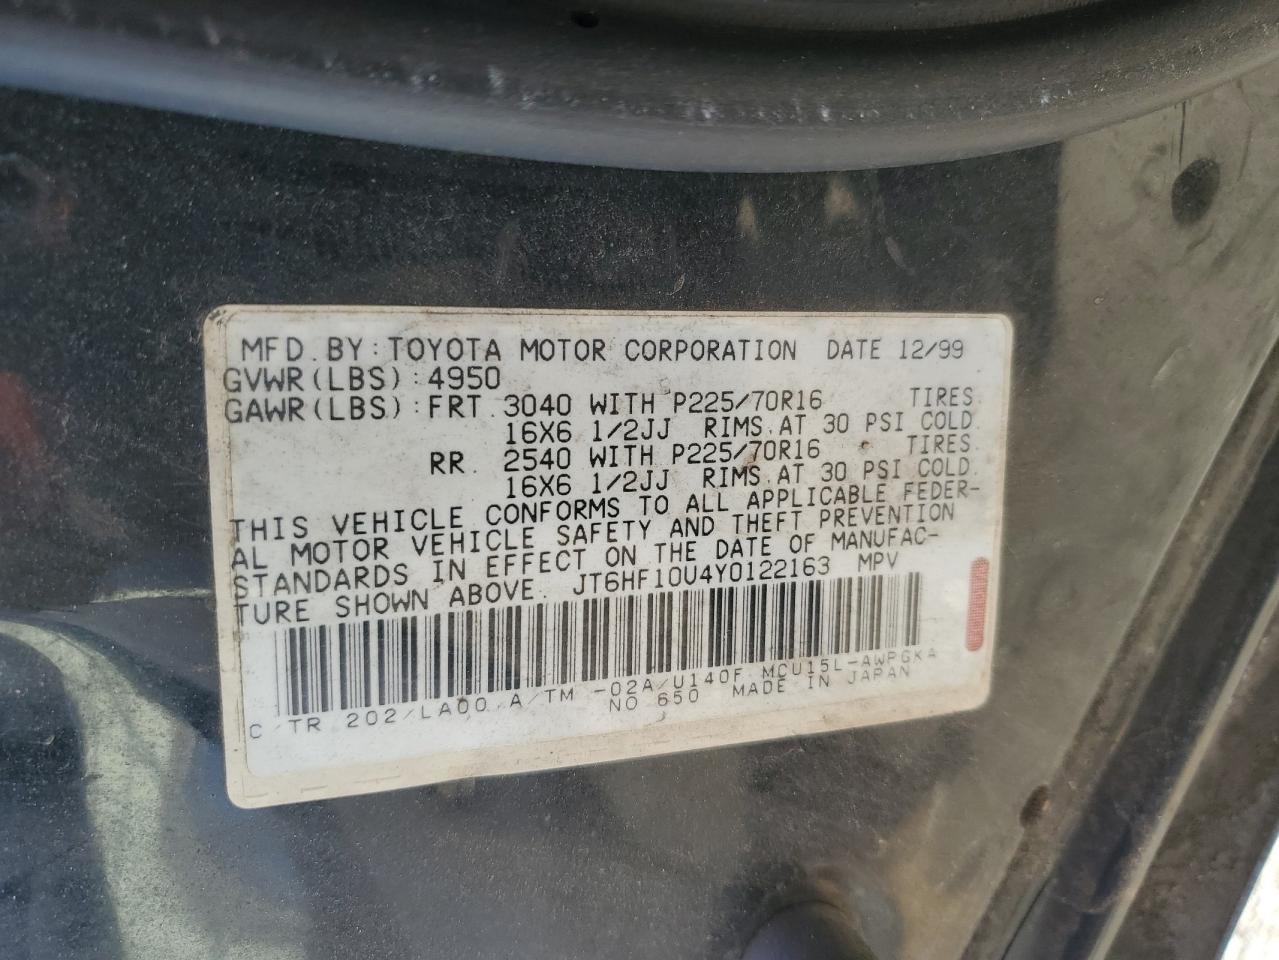 MFD. BY: TOYOTA MOTOR CORPORATION DATE 12/99
GVWR(LBS): 4950
GAWR(LBS): FRT. 3040 WITH P225/70R16 TIRES
16X6 1/2JJ RIMS, AT 30 PSI COLD.
RR. 2540 WITH P225/70R16 TIRES.
16X6 1/2JJ RIMS, AT 30 PSI COLD.
THIS VEHICLE CONFORMS TO ALL APPLICABLE FEDER-
AL MOTOR VEHICLE SAFETY AND THEFT PREVENTION
STANDARDS IN EFFECT ON THE DATE OF MANUFAC-
TURE SHOWN ABOVE. JT6HF10U4Y0122163 MPV
C/TR 202/LA00, A/TM -02A/U140F MCU15L-AWPGKA
NO 650 MADE IN JAPAN